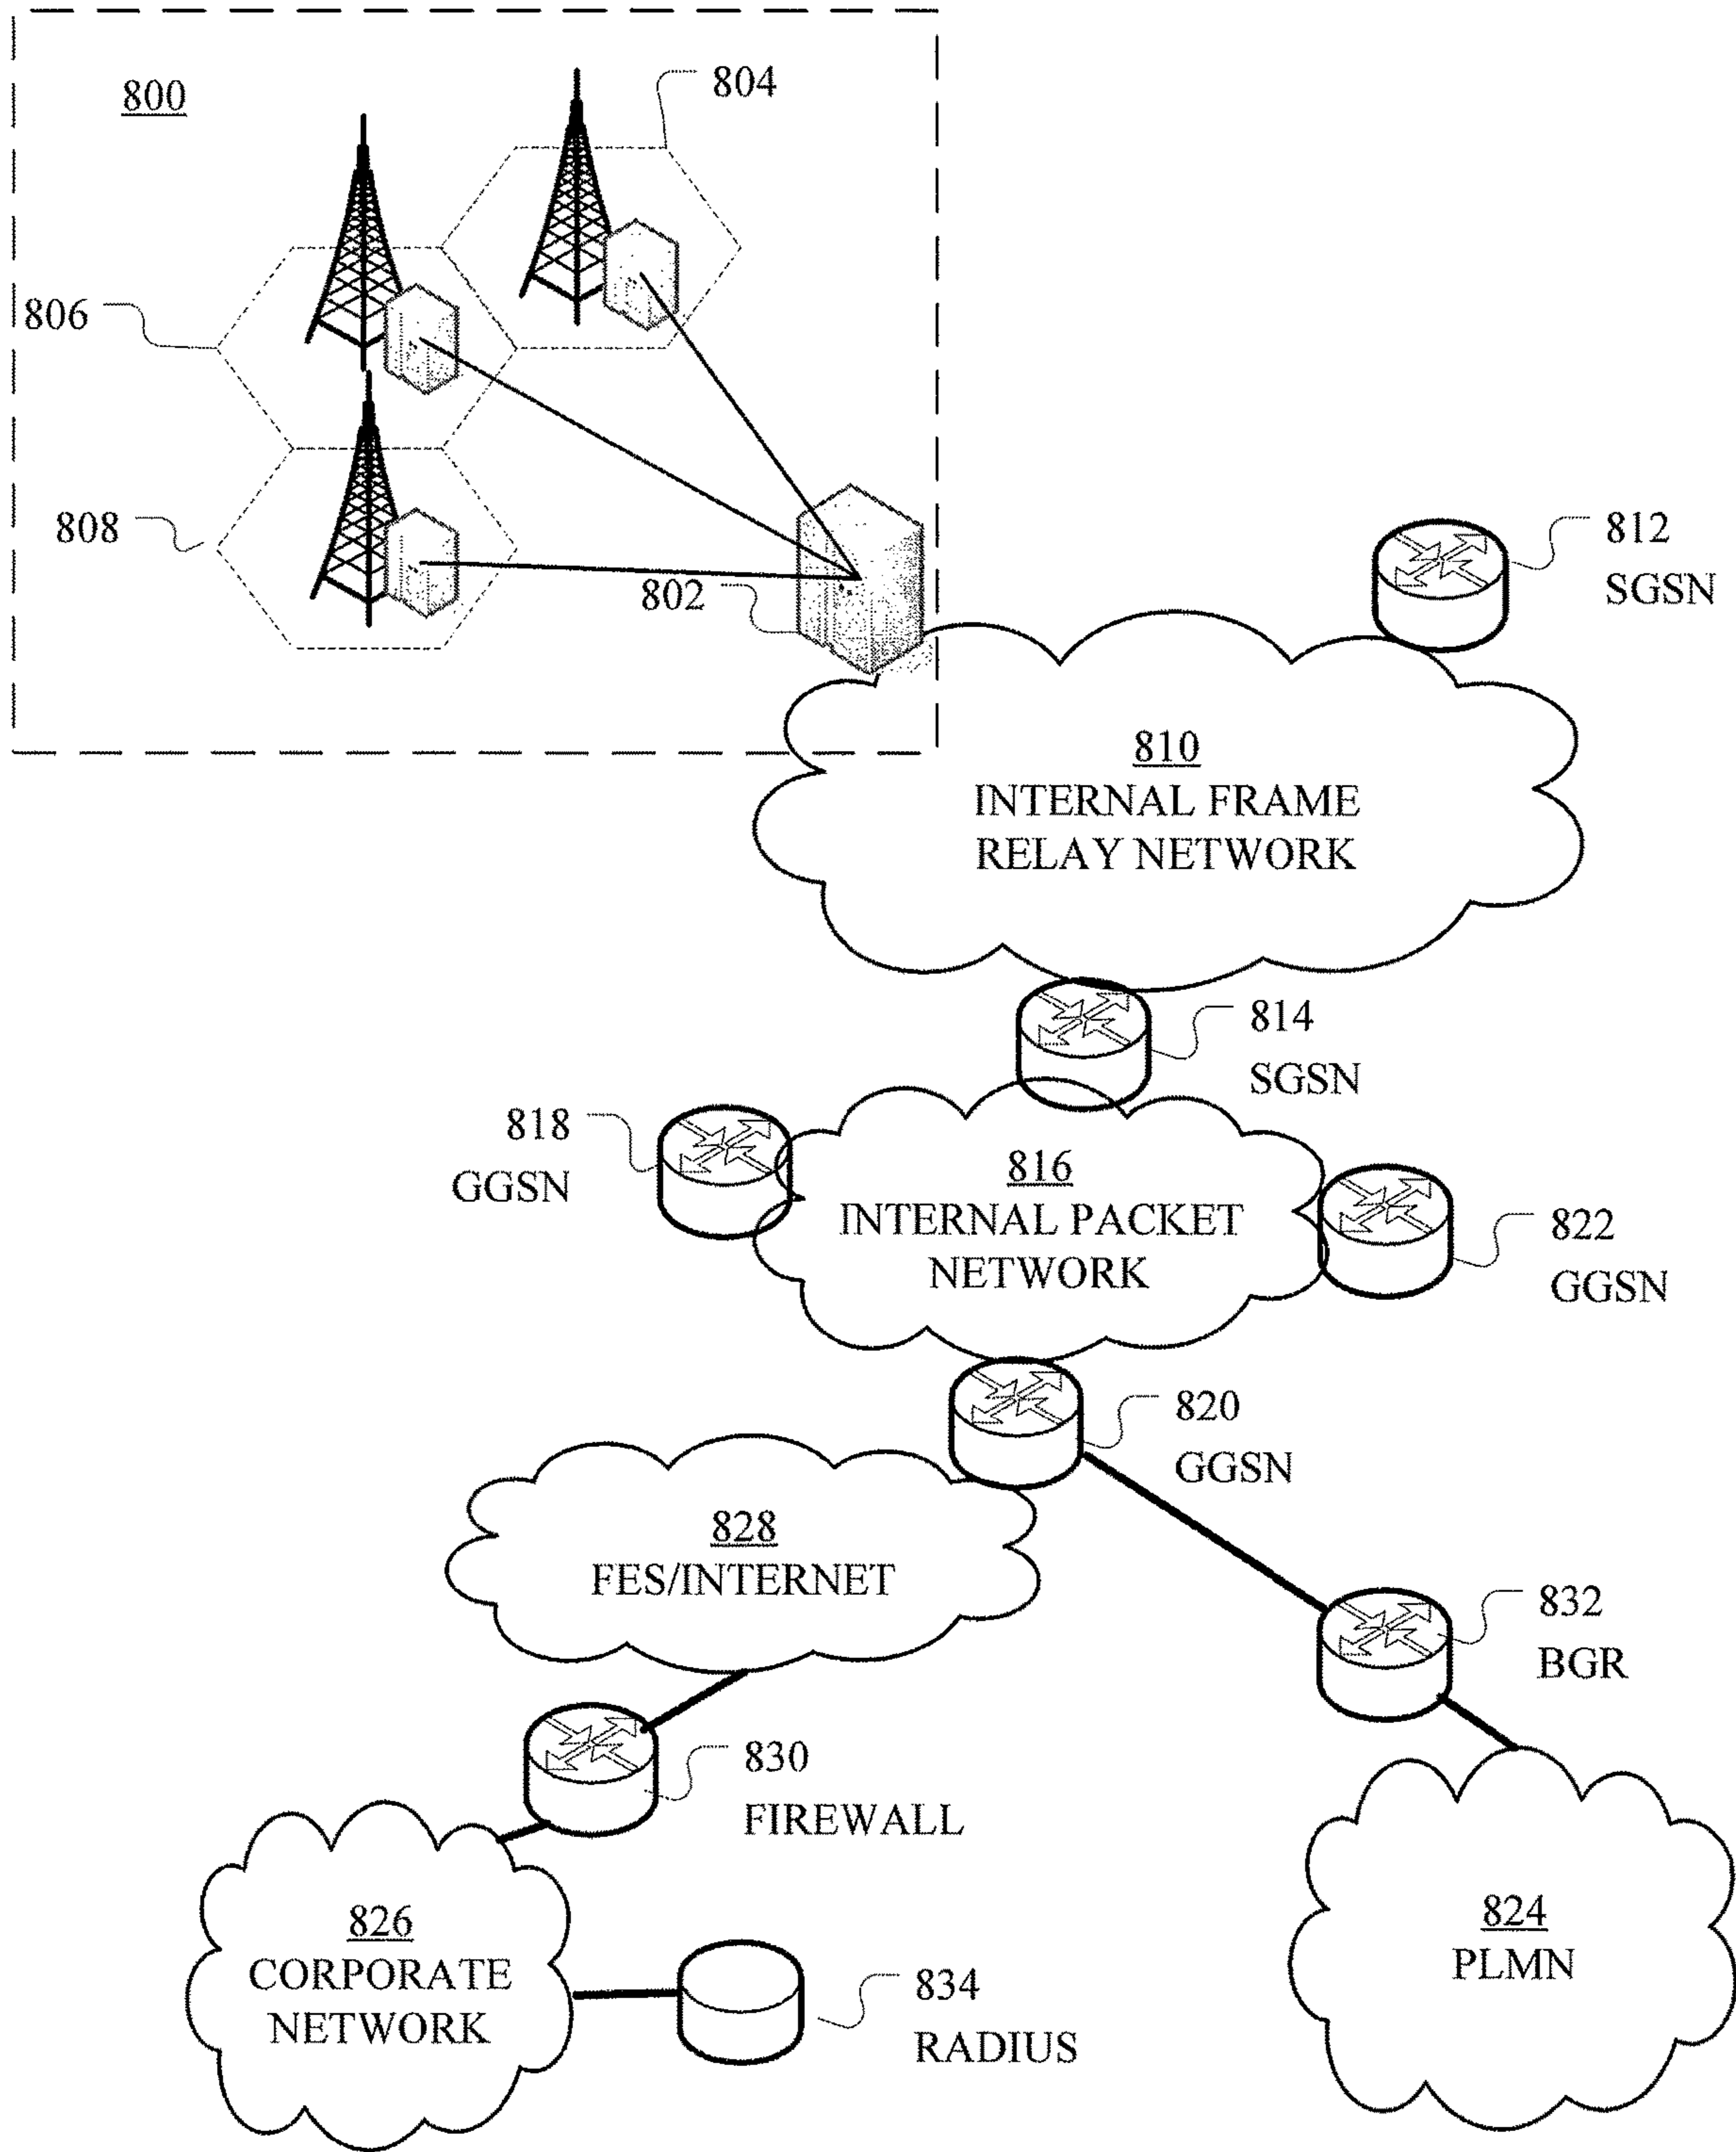 800
804
806
808
802
812
SGSN
810
INTERNAL FRAME
RELAY NETWORK
814
SGSN
818
GGSN
816
INTERNAL PACKET
NETWORK
822
GGSN
820
GGSN
828
FES/INTERNET
832
BGR
830
FIREWALL
826
CORPORATE
NETWORK
834
RADIUS
824
PLMN